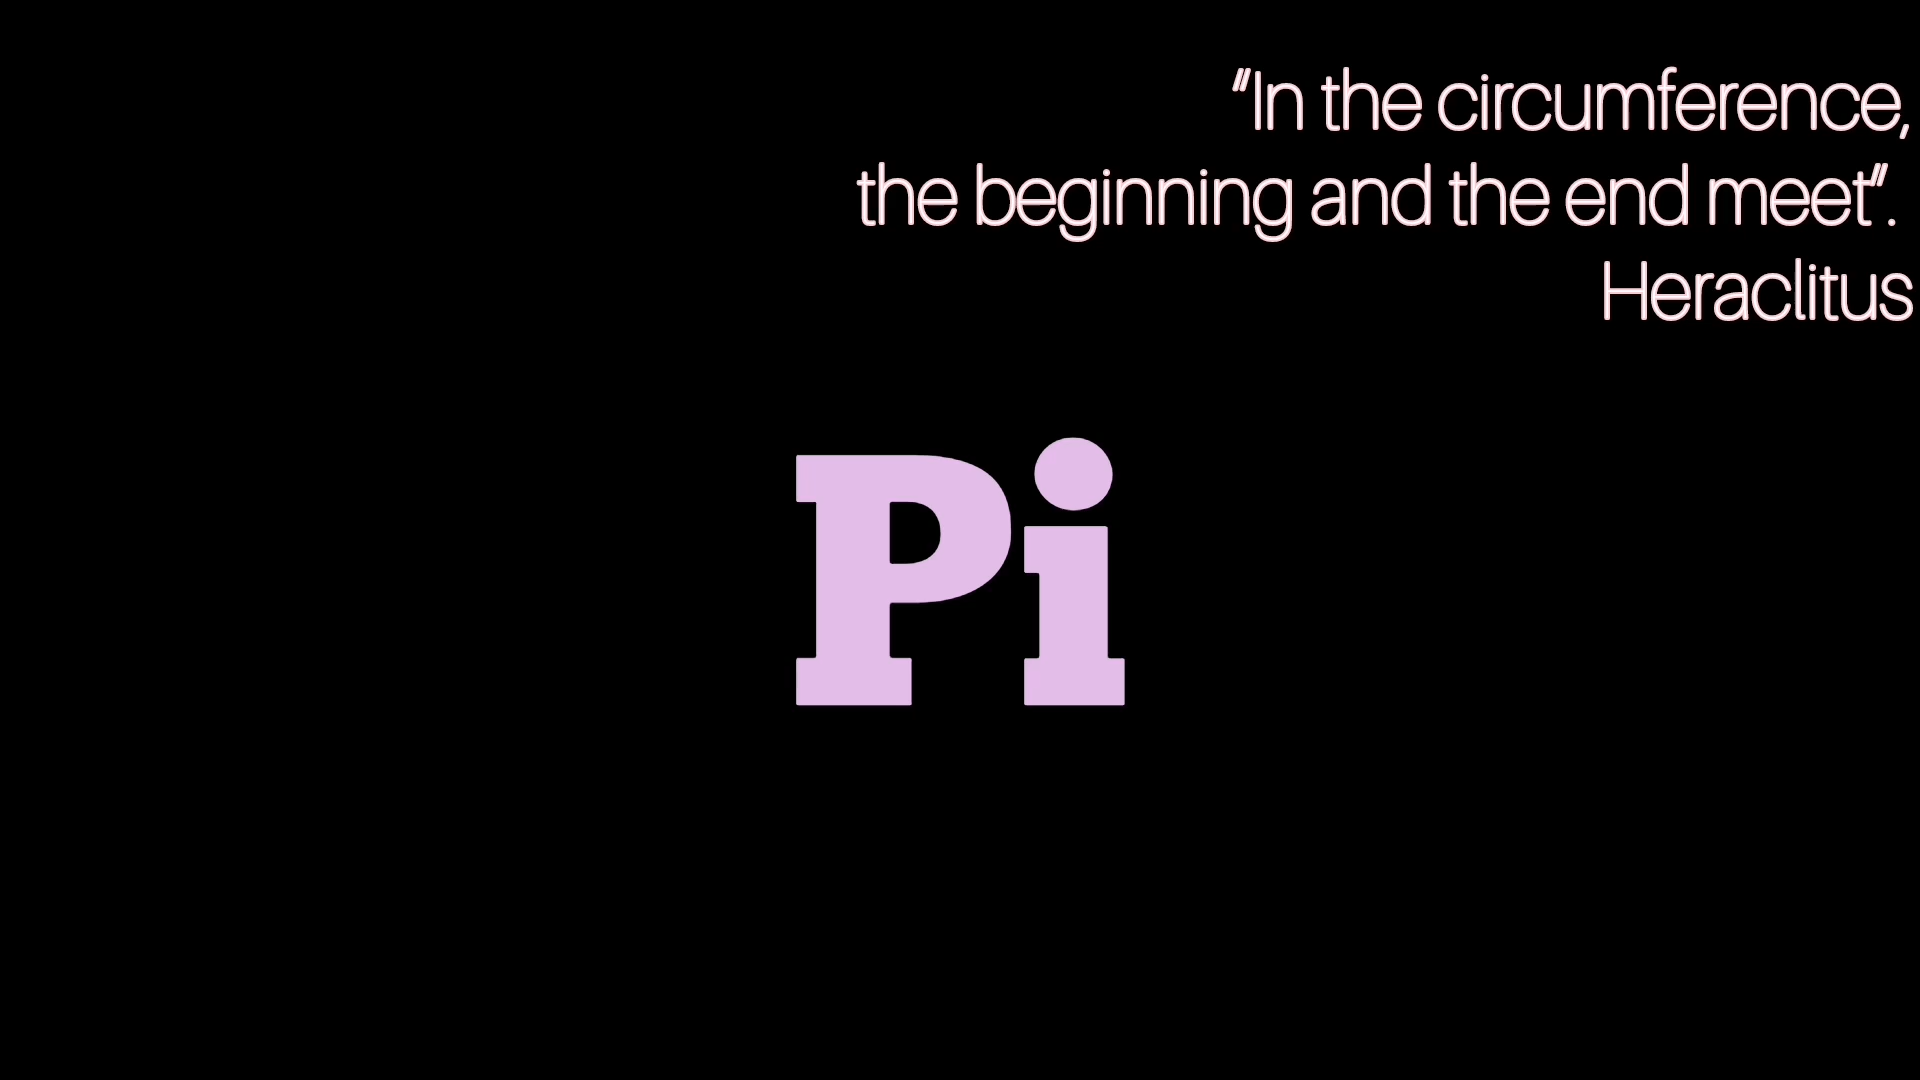 "In the circumference,
the beginning and the end meet".
Heraclitus
Pi